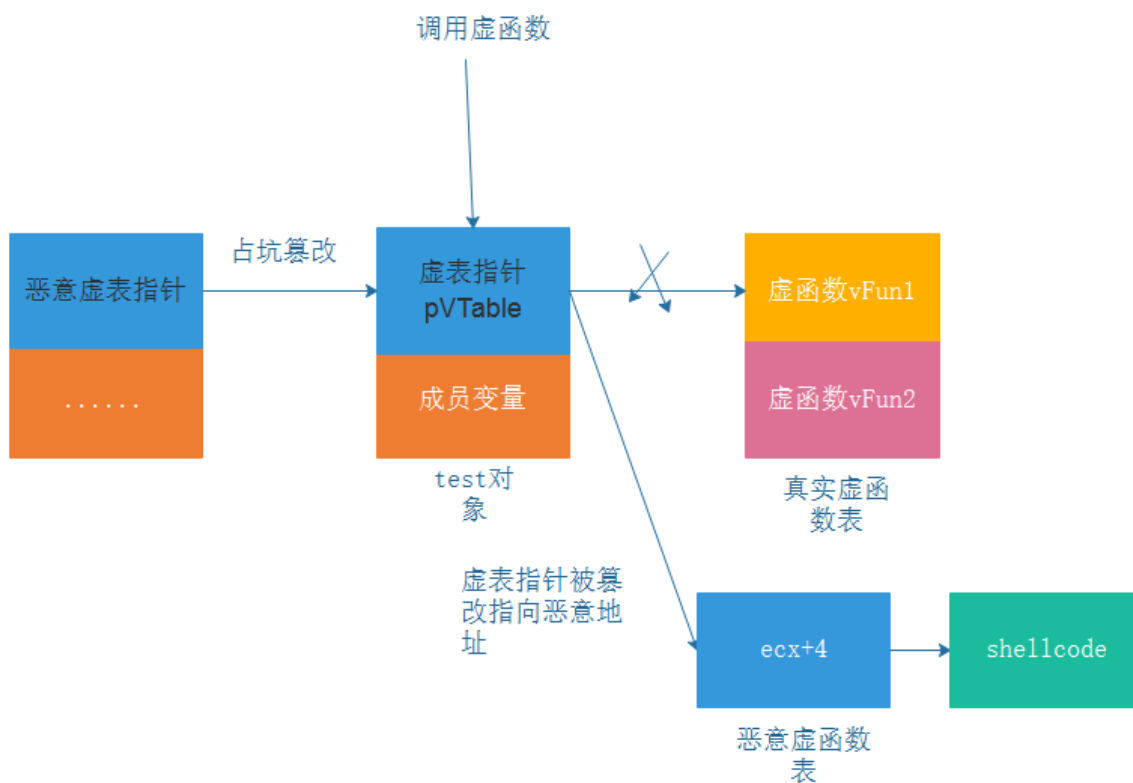 调用虚函数
占坑篡改
恶意虚表指针
......
虚表指针
pVTable
成员变量
test对
象
虚函数vFun1
虚函数vFun2
真实虚函
数表
虚表指针被篡
改指向恶意地
址
ecx+4
shellcode
恶意虚函数
表